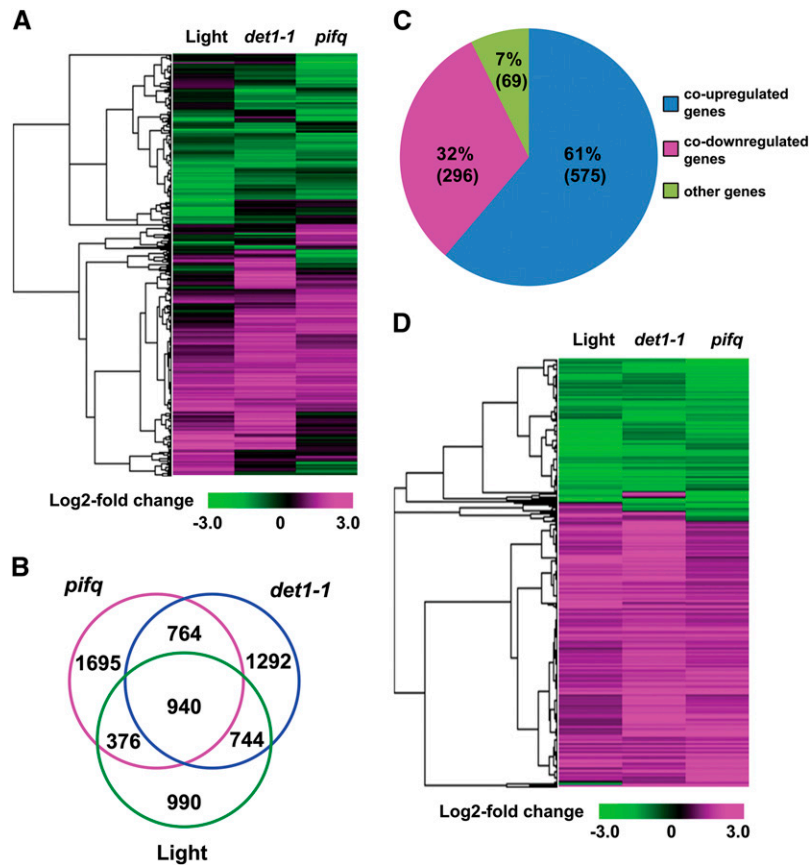 A
Light det1-1 pifq
Log2-fold change
-3.0 0 3.0
B
pifq
det1-1
764
1695
1292
940
376
744
990
Light
C
7%
(69)
32%
(296)
61%
(575)
co-upregulated
genes
co-downregulated
genes
other genes
D
Light det1-1 pifq
Log2-fold change
-3.0 0 3.0